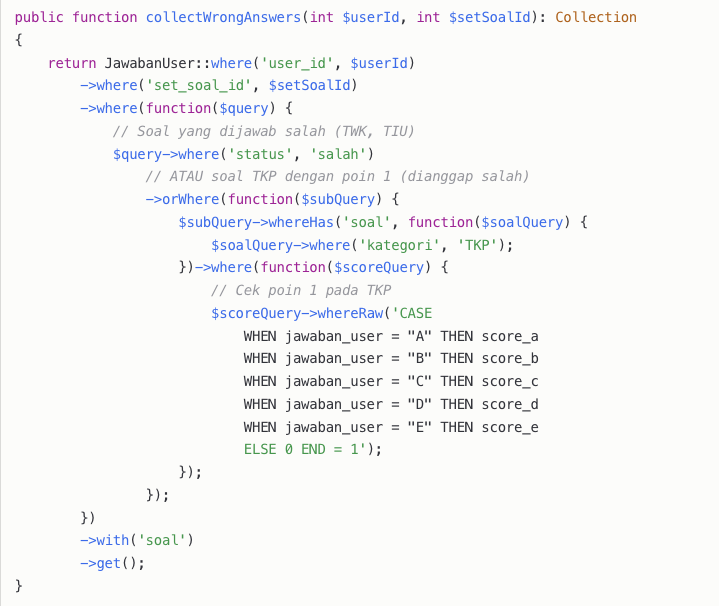 public function collectWrongAnswers(int $userId, int $setSoalId): Collection
{
    return JawabanUser::where('user_id', $userId)
        ->where('set_soal_id', $setSoalId)
        ->where(function($query) {
            // Soal yang dijawab salah (TWK, TIU)
            $query->where('status', 'salah')
                // ATAU soal TKP dengan poin 1 (dianggap salah)
                ->orWhere(function($subQuery) {
                    $subQuery->whereHas('soal', function($soalQuery) {
                        $soalQuery->where('kategori', 'TKP');
                    })->where(function($scoreQuery) {
                        // Cek poin 1 pada TKP
                        $scoreQuery->whereRaw('CASE
                            WHEN jawaban_user = "A" THEN score_a
                            WHEN jawaban_user = "B" THEN score_b
                            WHEN jawaban_user = "C" THEN score_c
                            WHEN jawaban_user = "D" THEN score_d
                            WHEN jawaban_user = "E" THEN score_e
                            ELSE 0 END = 1');
                    });
                });
        })
        ->with('soal')
        ->get();
}